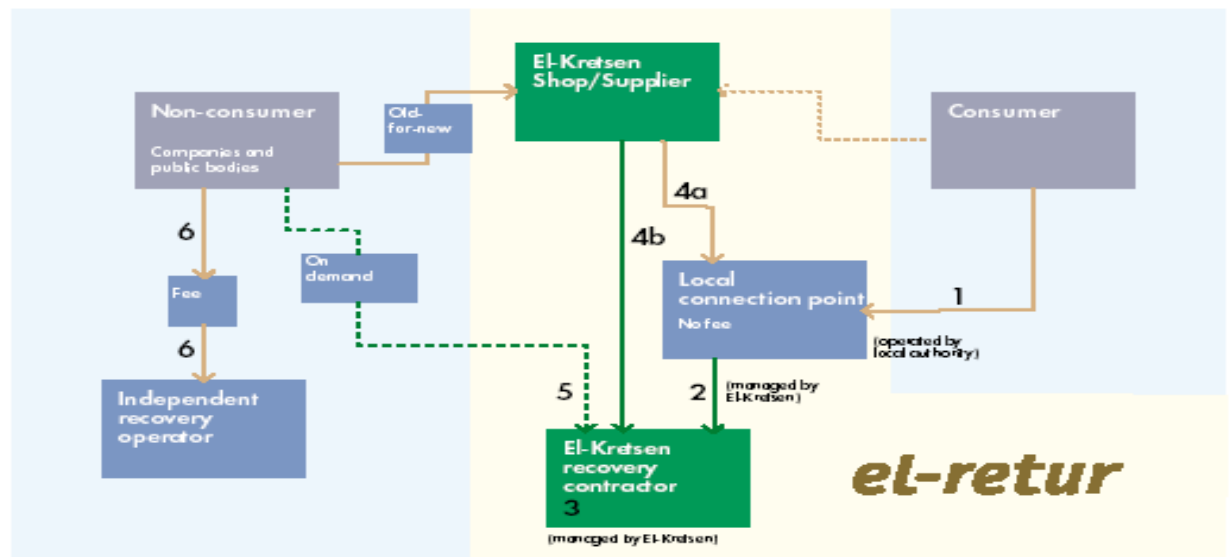 El-Kretsen
Shop/Supplier
Non-consumer
Companies and
public bodies
Old-
for-new
Consumer
4a
4b
6
On
demand
Fee
Local
connection point
No fee
1
(operated by
local authority)
6
Independent
recovery
operator
5
2
(managed by
El-Kretsen)
El-Kretsen
recovery
contractor
3
(managed by El-Kretsen)
el-retur